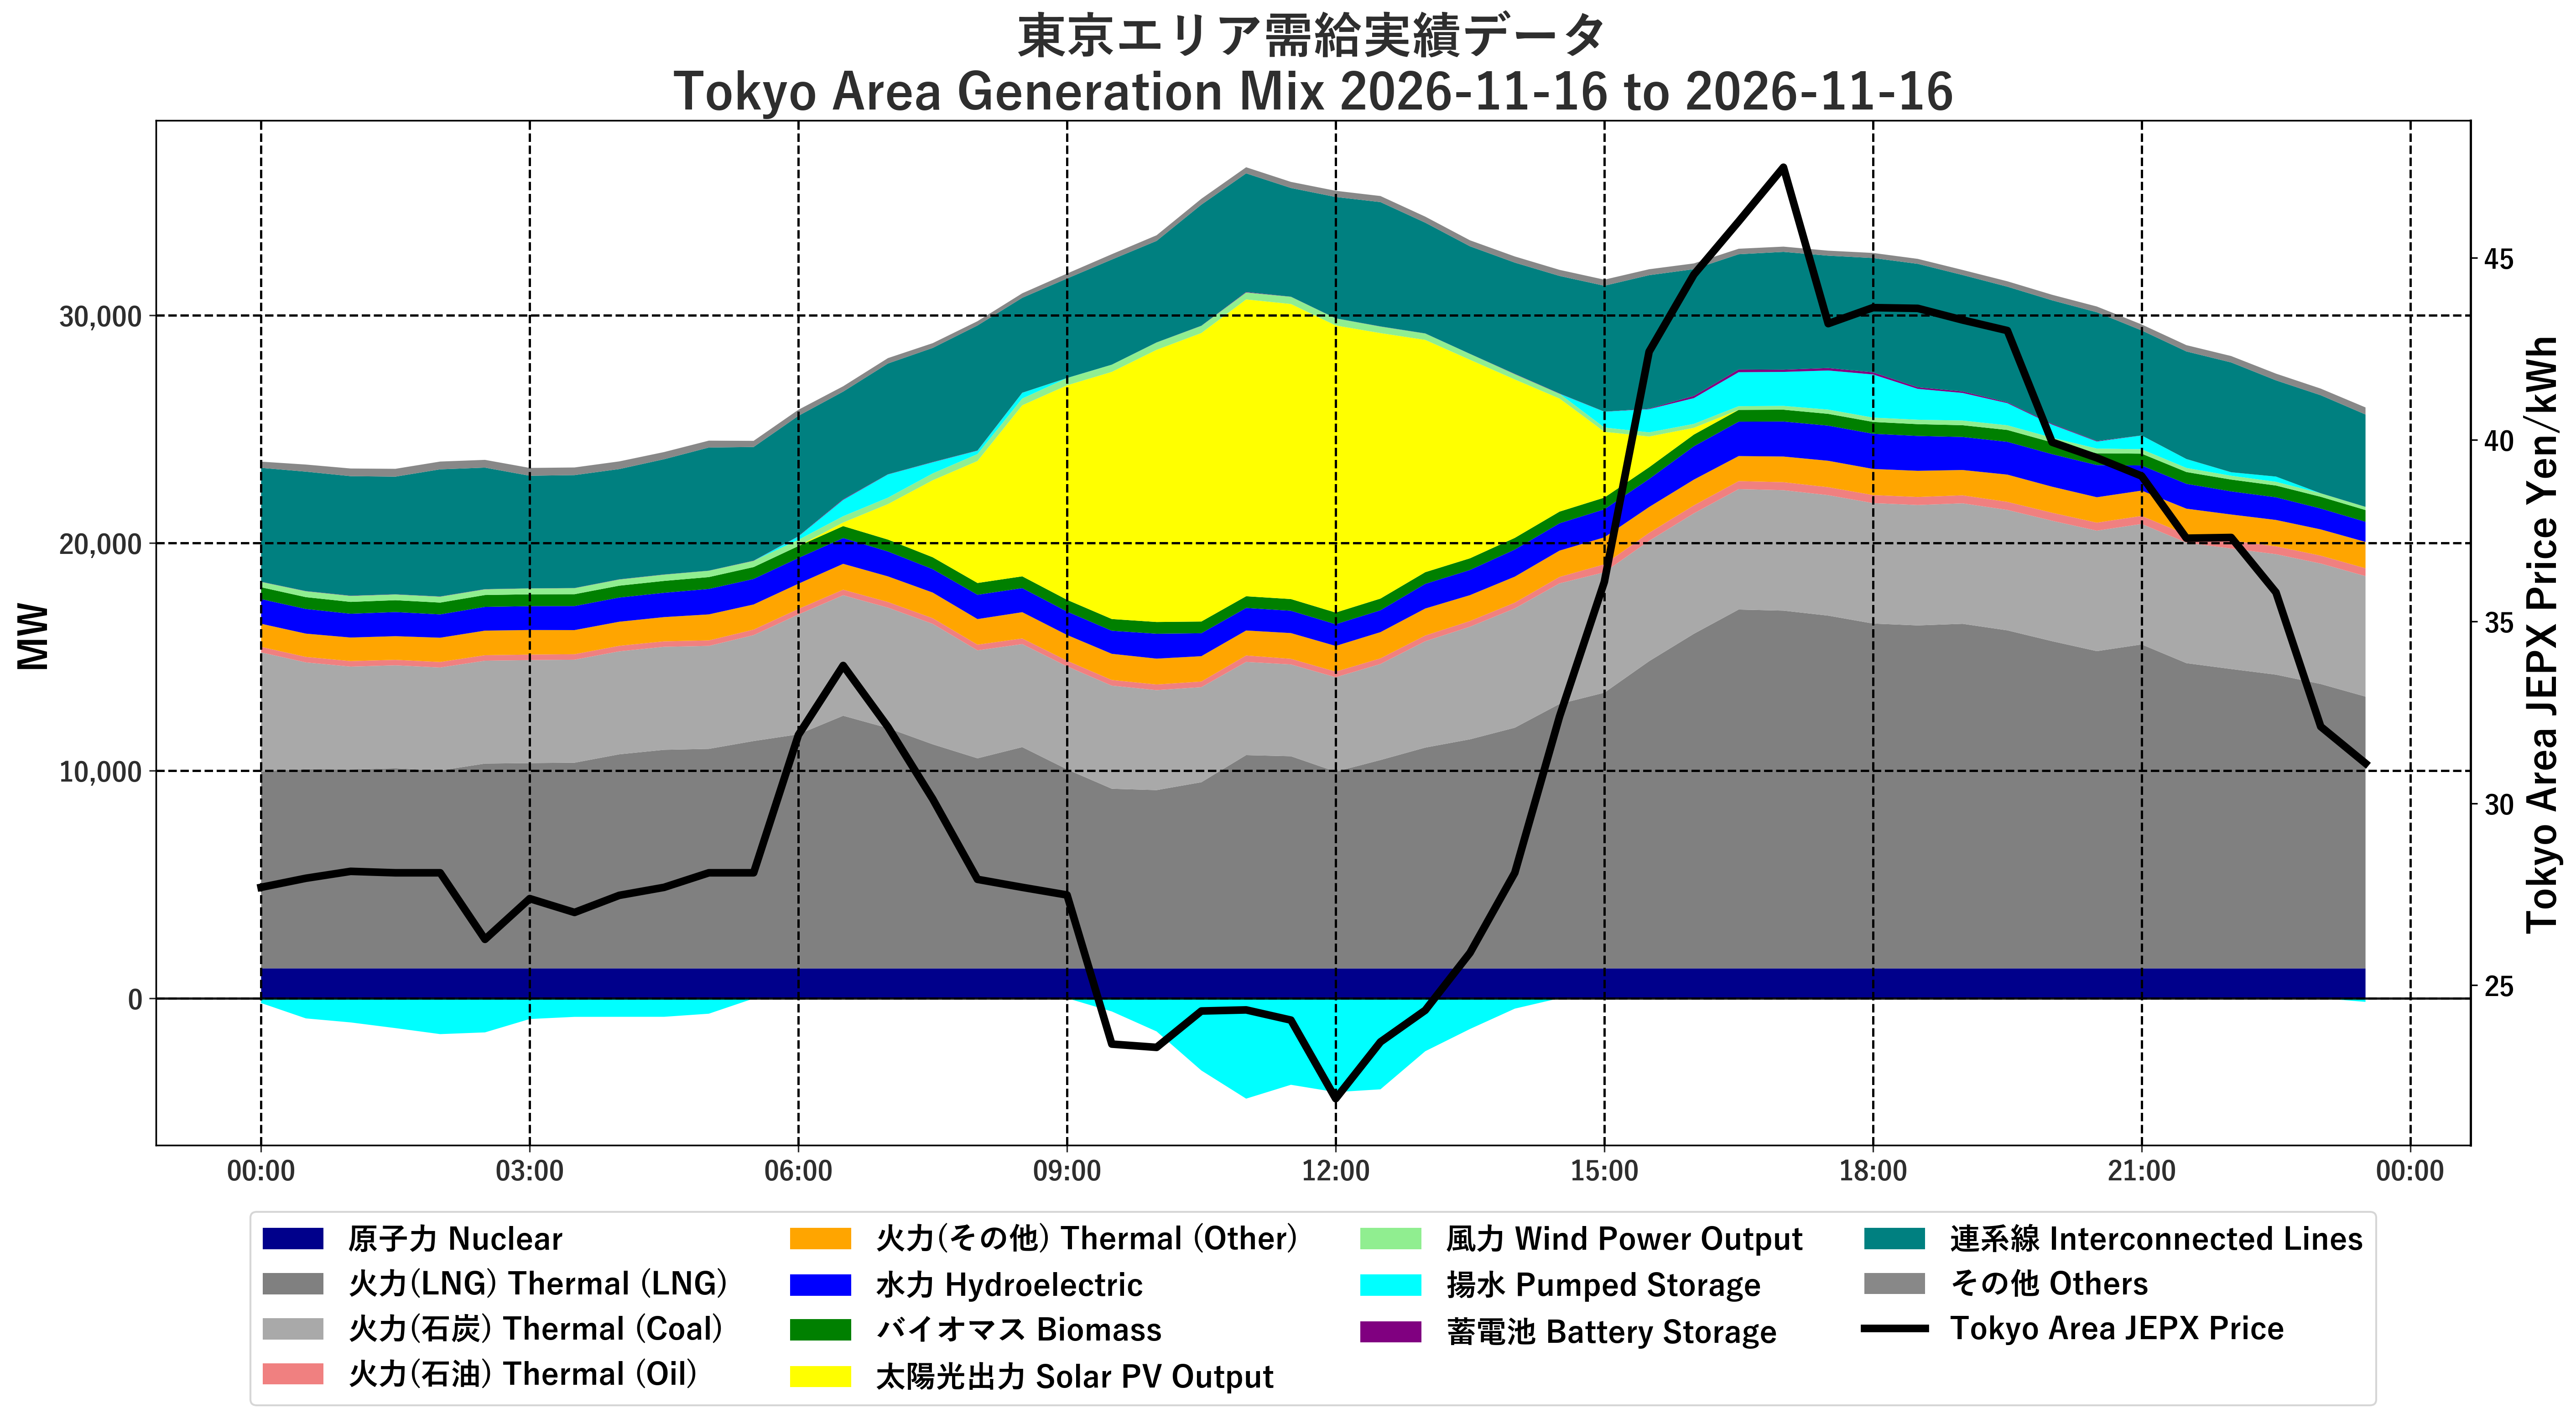 東京エリア需給実績データ
Tokyo Area Generation Mix 2026-11-16 to 2026-11-16
MW
30,000
20,000
10,000
0
45
40
35
30
25
Tokyo Area JEPX Price Yen/kWh
00:00 03:00 06:00 09:00 12:00 15:00 18:00 21:00 00:00
原子力 Nuclear
火力(LNG) Thermal (LNG)
火力(石炭) Thermal (Coal)
火力(石油) Thermal (Oil)
火力(その他) Thermal (Other)
水力 Hydroelectric
バイオマス Biomass
太陽光出力 Solar PV Output
風力 Wind Power Output
揚水 Pumped Storage
蓄電池 Battery Storage
連系線 Interconnected Lines
その他 Others
Tokyo Area JEPX Price